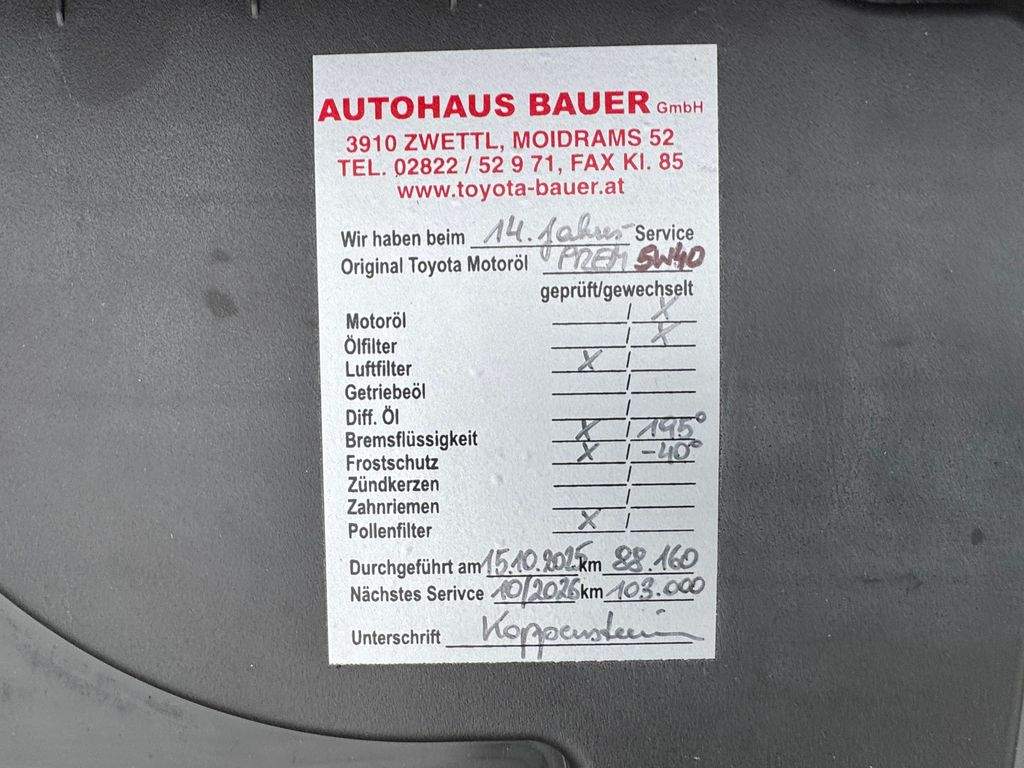 AUTOHAUS BAUER GmbH
3910 ZWETTL, MOIDRAMS 52
TEL. 02822 / 52 9 71, FAX Kl. 85
www.toyota-bauer.at
Wir haben beim 14. Jahres- Service
Original Toyota Motoröl PREM 5W40
geprüft/gewechselt
Motoröl / X
Ölfilter / X
Luftfilter X /
Getriebeöl /
Diff. Öl /
Bremsflüssigkeit X / 195°
Frostschutz X / -40°
Zündkerzen /
Zahnriemen /
Pollenfilter X /
Durchgeführt am 15.10.2025 km 88.160
Nächstes Serivce 10/2026 km 103.000
Unterschrift